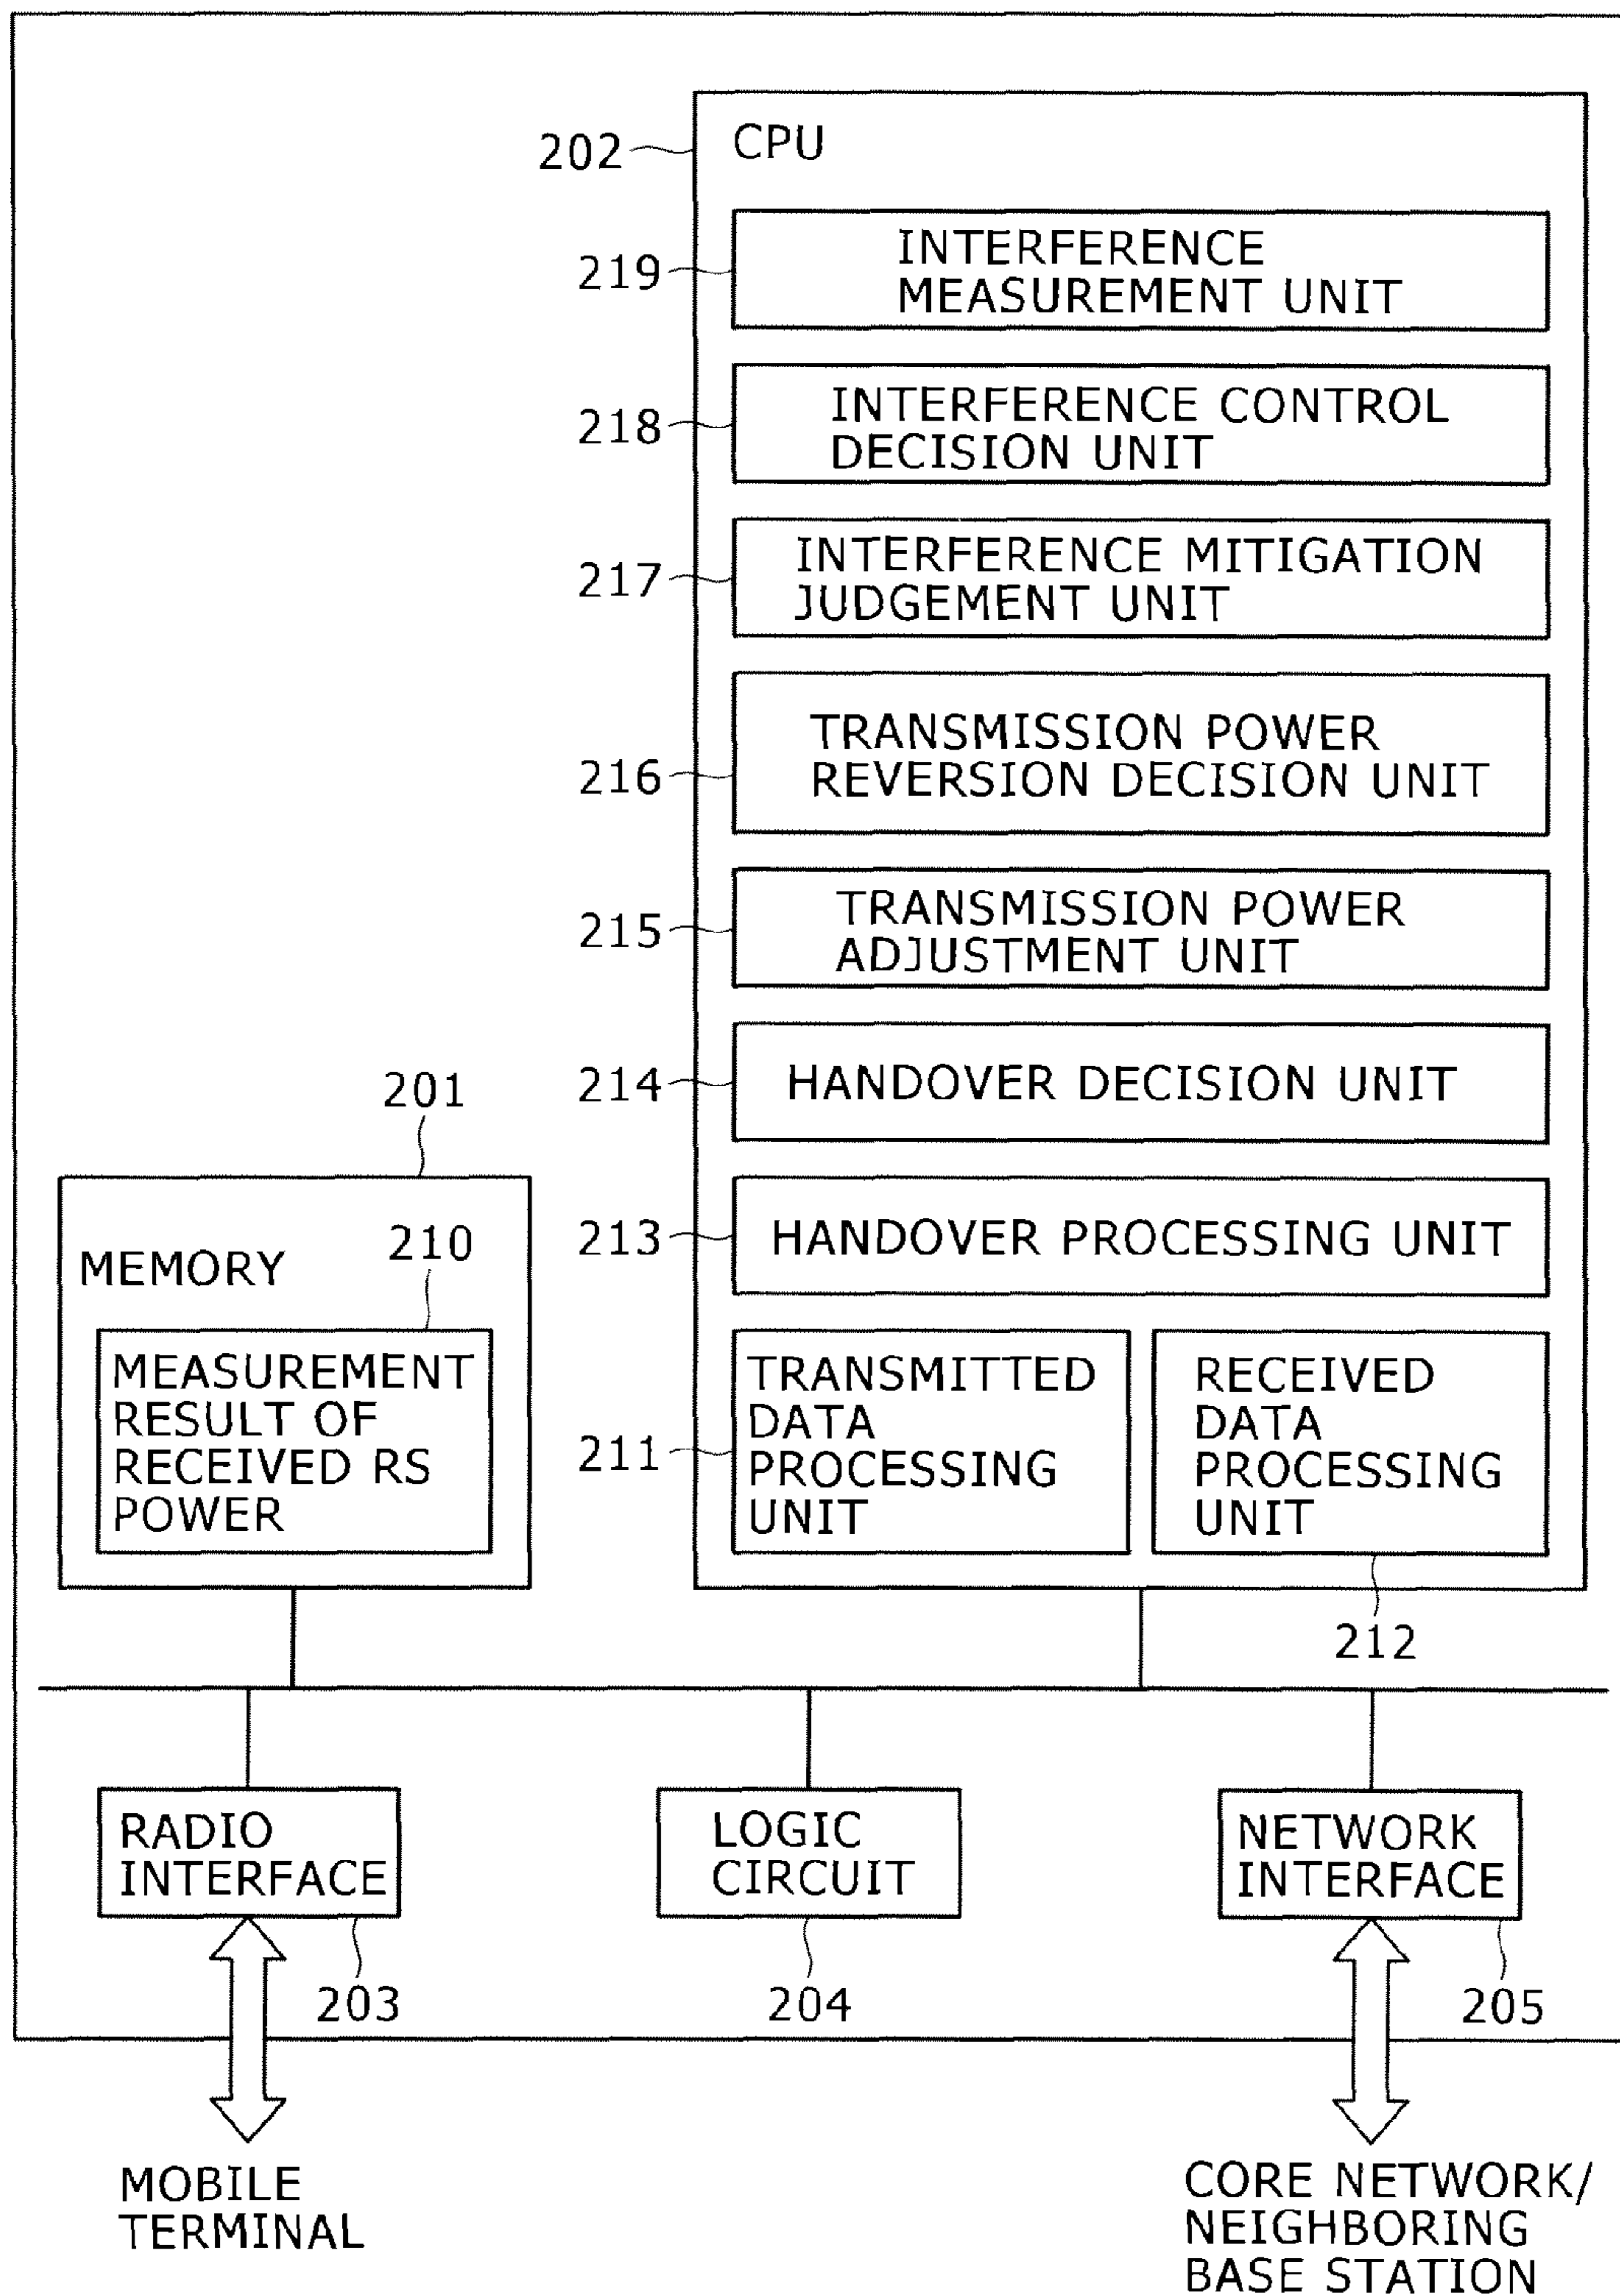 202
CPU
219
INTERFERENCE
MEASUREMENT UNIT
218
INTERFERENCE CONTROL
DECISION UNIT
217
INTERFERENCE MITIGATION
JUDGEMENT UNIT
216
TRANSMISSION POWER
REVERSION DECISION UNIT
215
TRANSMISSION POWER
ADJUSTMENT UNIT
214
HANDOVER DECISION UNIT
213
HANDOVER PROCESSING UNIT
201
MEMORY
210
MEASUREMENT
RESULT OF
RECEIVED RS
POWER
211
TRANSMITTED
DATA
PROCESSING
UNIT
RECEIVED
DATA
PROCESSING
UNIT
212
RADIO
INTERFACE
203
LOGIC
CIRCUIT
204
NETWORK
INTERFACE
205
MOBILE
TERMINAL
CORE NETWORK/
NEIGHBORING
BASE STATION